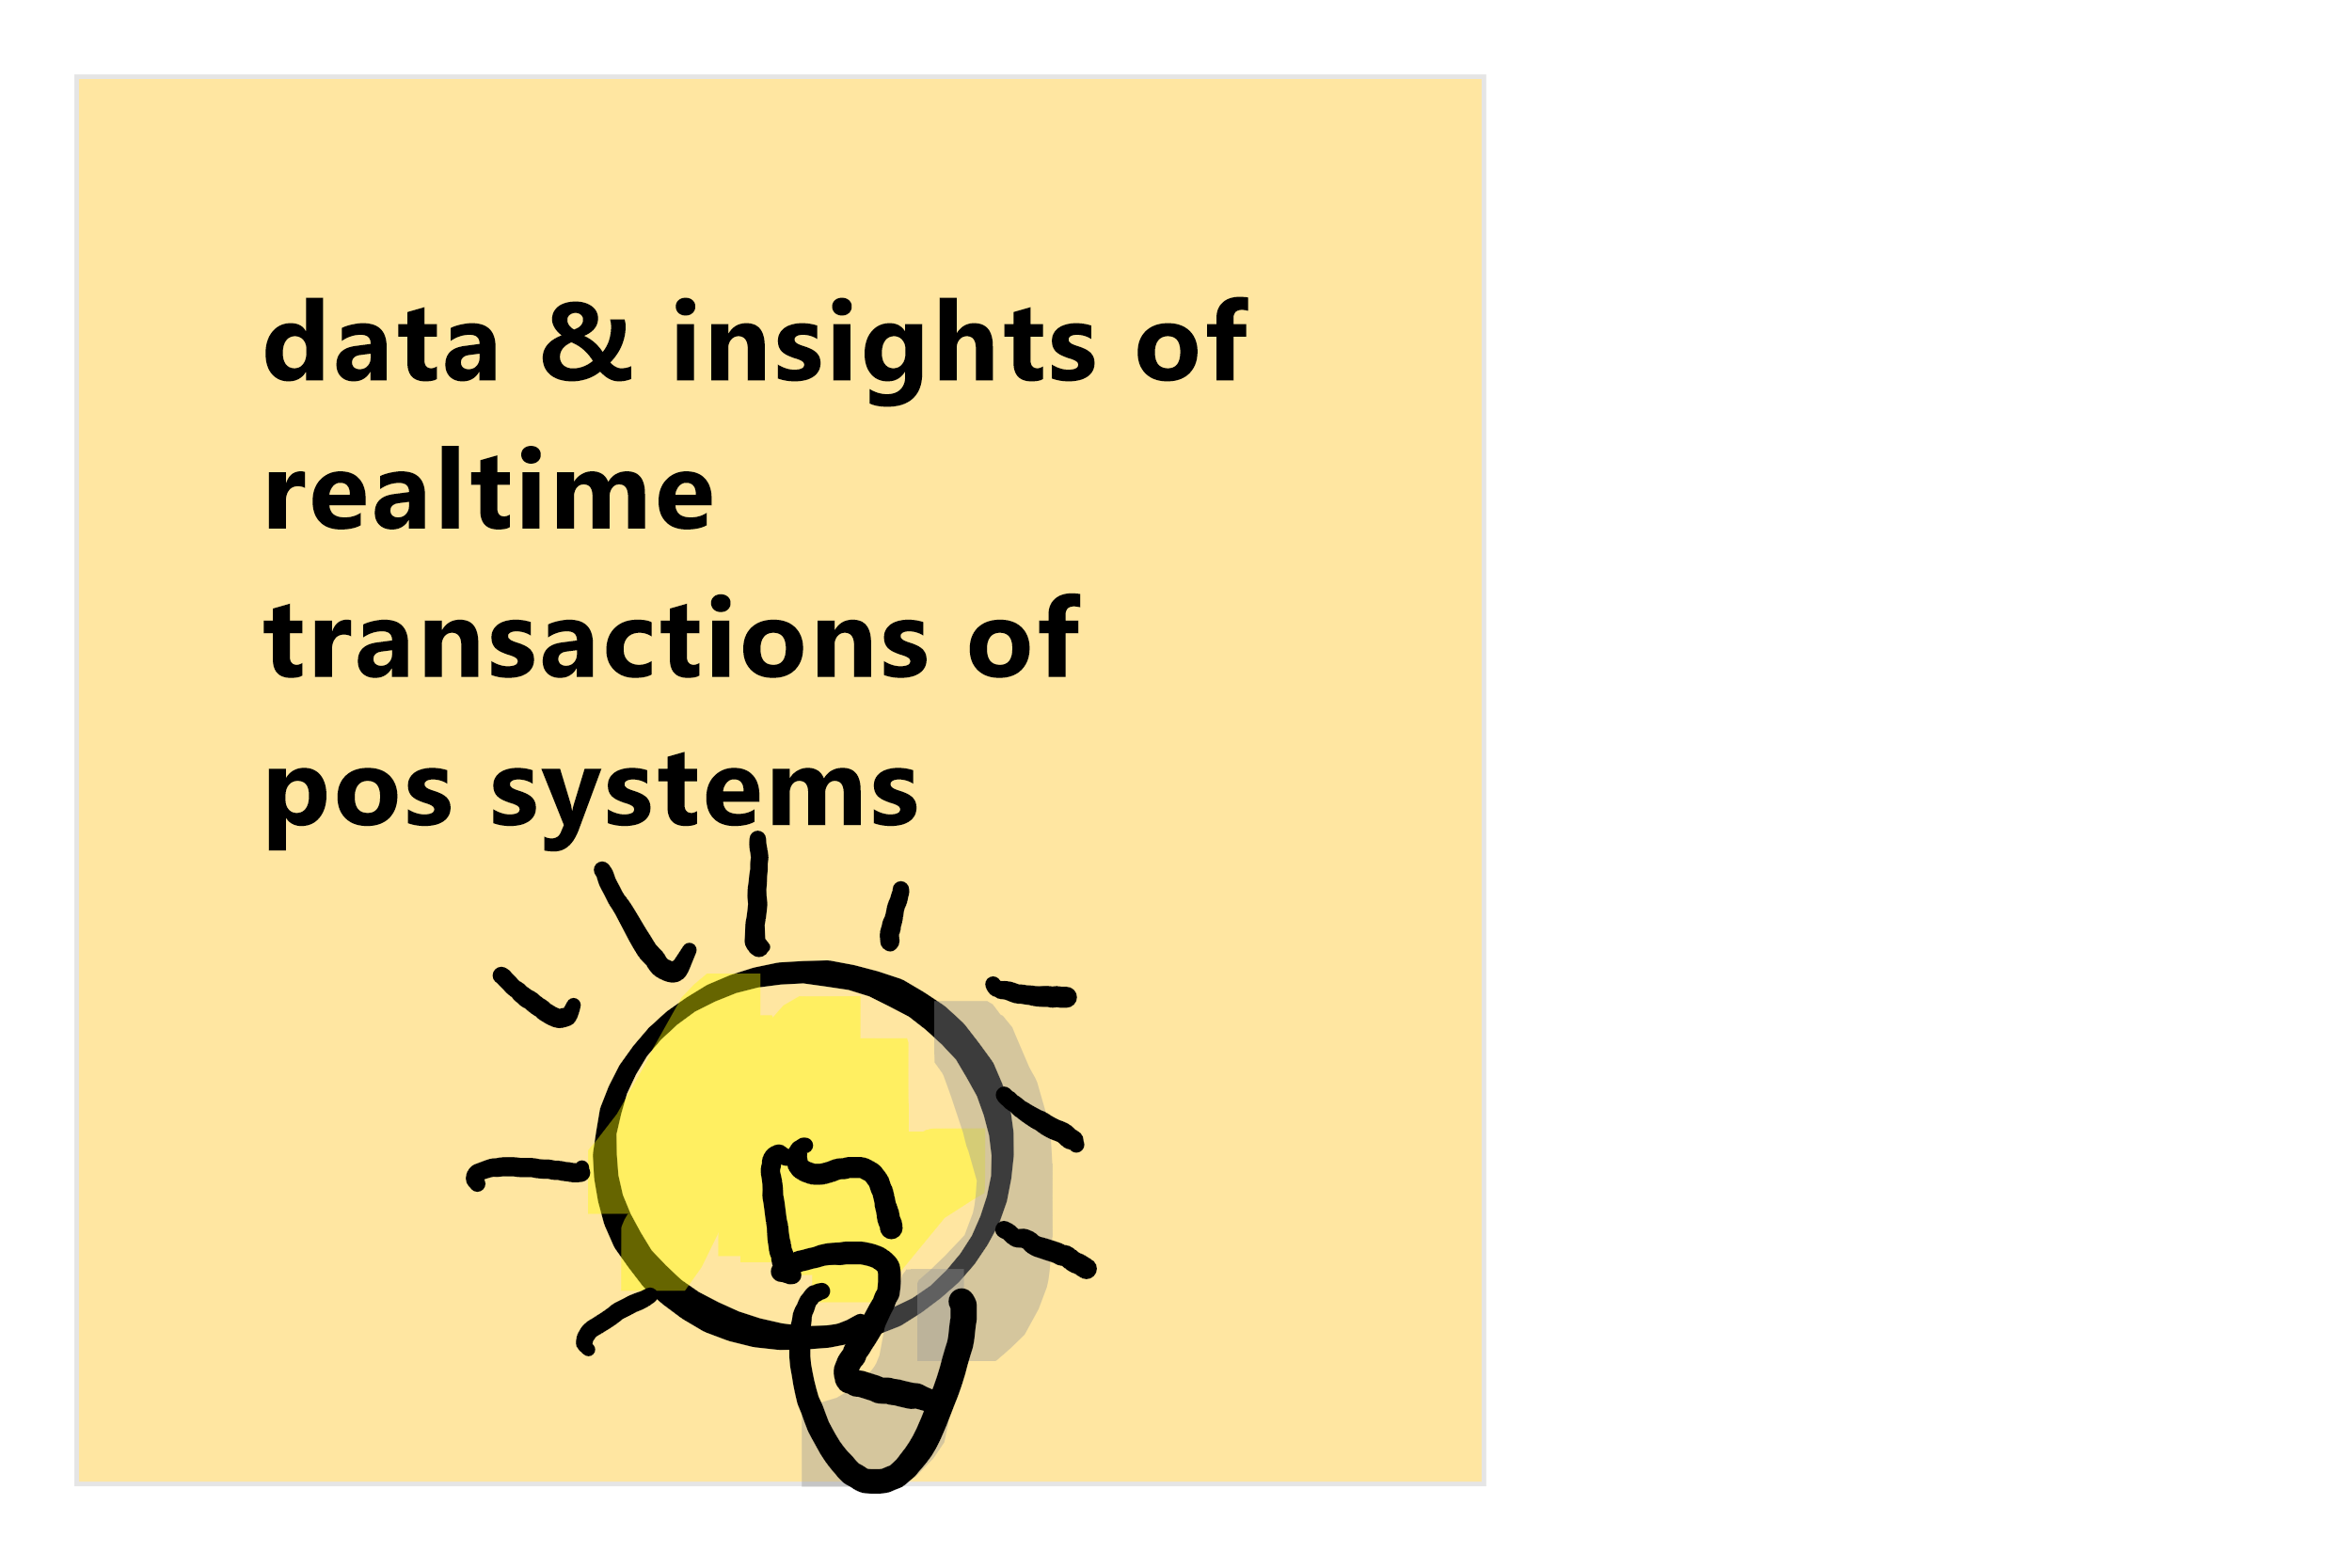 data & insights of
realtime
transactions of
pos systems